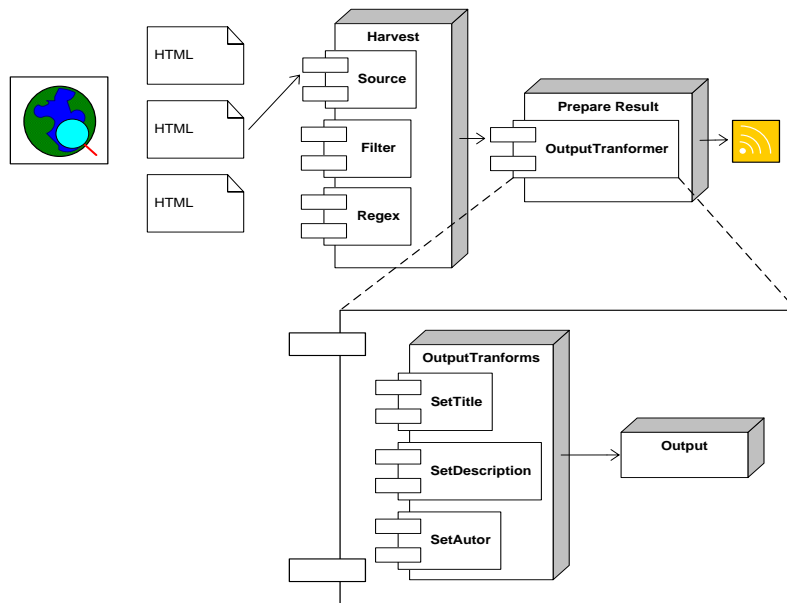 HTML
HTML
HTML
Harvest
Source
Filter
Regex
Prepare Result
OutputTranformer
OutputTranforms
SetTitle
SetDescription
SetAutor
Output